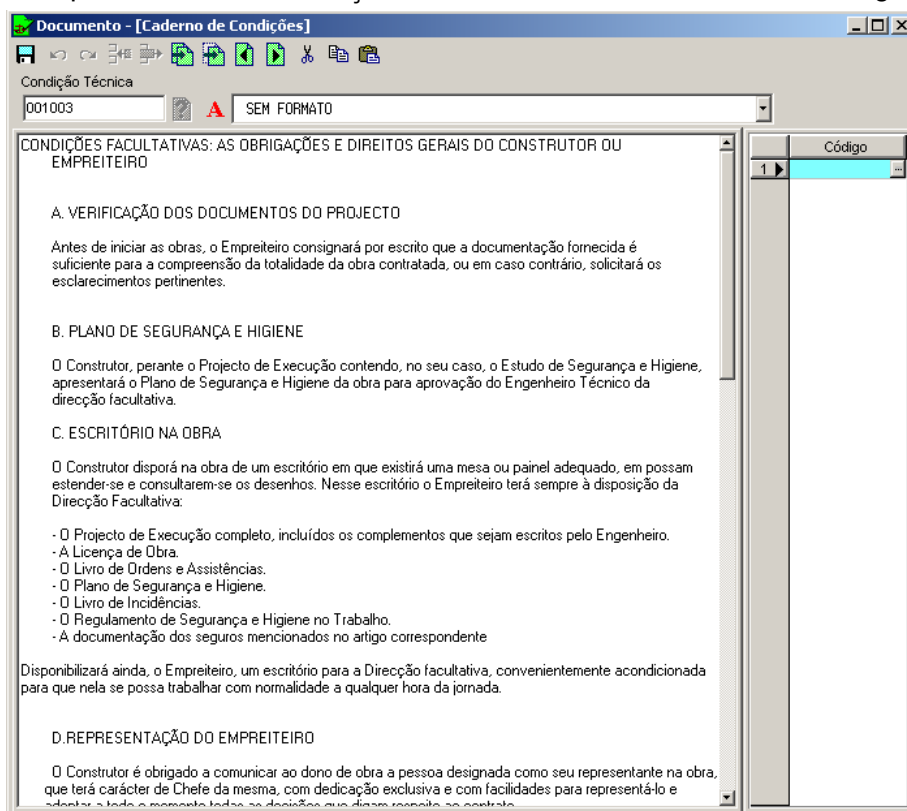 Documento - [Caderno de Condições]
Condição Técnica
001003
A
SEM FORMATO
Código
1
CONDIÇÕES FACULTATIVAS: AS OBRIGAÇÕES E DIREITOS GERAIS DO CONSTRUTOR OU
EMPREITEIRO
A. VERIFICAÇÃO DOS DOCUMENTOS DO PROJECTO
Antes de iniciar as obras, o Empreiteiro consignará por escrito que a documentação fornecida é
suficiente para a compreensão da totalidade da obra contratada, ou em caso contrário, solicitará os
esclarecimentos pertinentes.
B. PLANO DE SEGURANÇA E HIGIENE
O Construtor, perante o Projecto de Execução contendo, no seu caso, o Estudo de Segurança e Higiene,
apresentará o Plano de Segurança e Higiene da obra para aprovação do Engenheiro Técnico da
direcção facultativa.
C. ESCRITÓRIO NA OBRA
O Construtor disporá na obra de um escritório em que existirá uma mesa ou painel adequado, em possam
estender-se e consultarem-se os desenhos. Nesse escritório o Empreiteiro terá sempre à disposição da
Direcção Facultativa:
- O Projecto de Execução completo, incluídos os complementos que sejam escritos pelo Engenheiro.
- A Licença de Obra.
- O Livro de Ordens e Assistências.
- O Plano de Segurança e Higiene.
- O Livro de Incidências.
- O Regulamento de Segurança e Higiene no Trabalho.
- A documentação dos seguros mencionados no artigo correspondente
Disponibilizará ainda, o Empreiteiro, um escritório para a Direcção facultativa, convenientemente acondicionada
para que nela se possa trabalhar com normalidade a qualquer hora da jornada.
D.REPRESENTAÇÃO DO EMPREITEIRO
O Construtor é obrigado a comunicar ao dono de obra a pessoa designada como seu representante na obra,
que terá carácter de Chefe da mesma, com dedicação exclusiva e com facilidades para representá-lo e
adoptar a todo o momento todas as decisões que digam respeito ao contrato